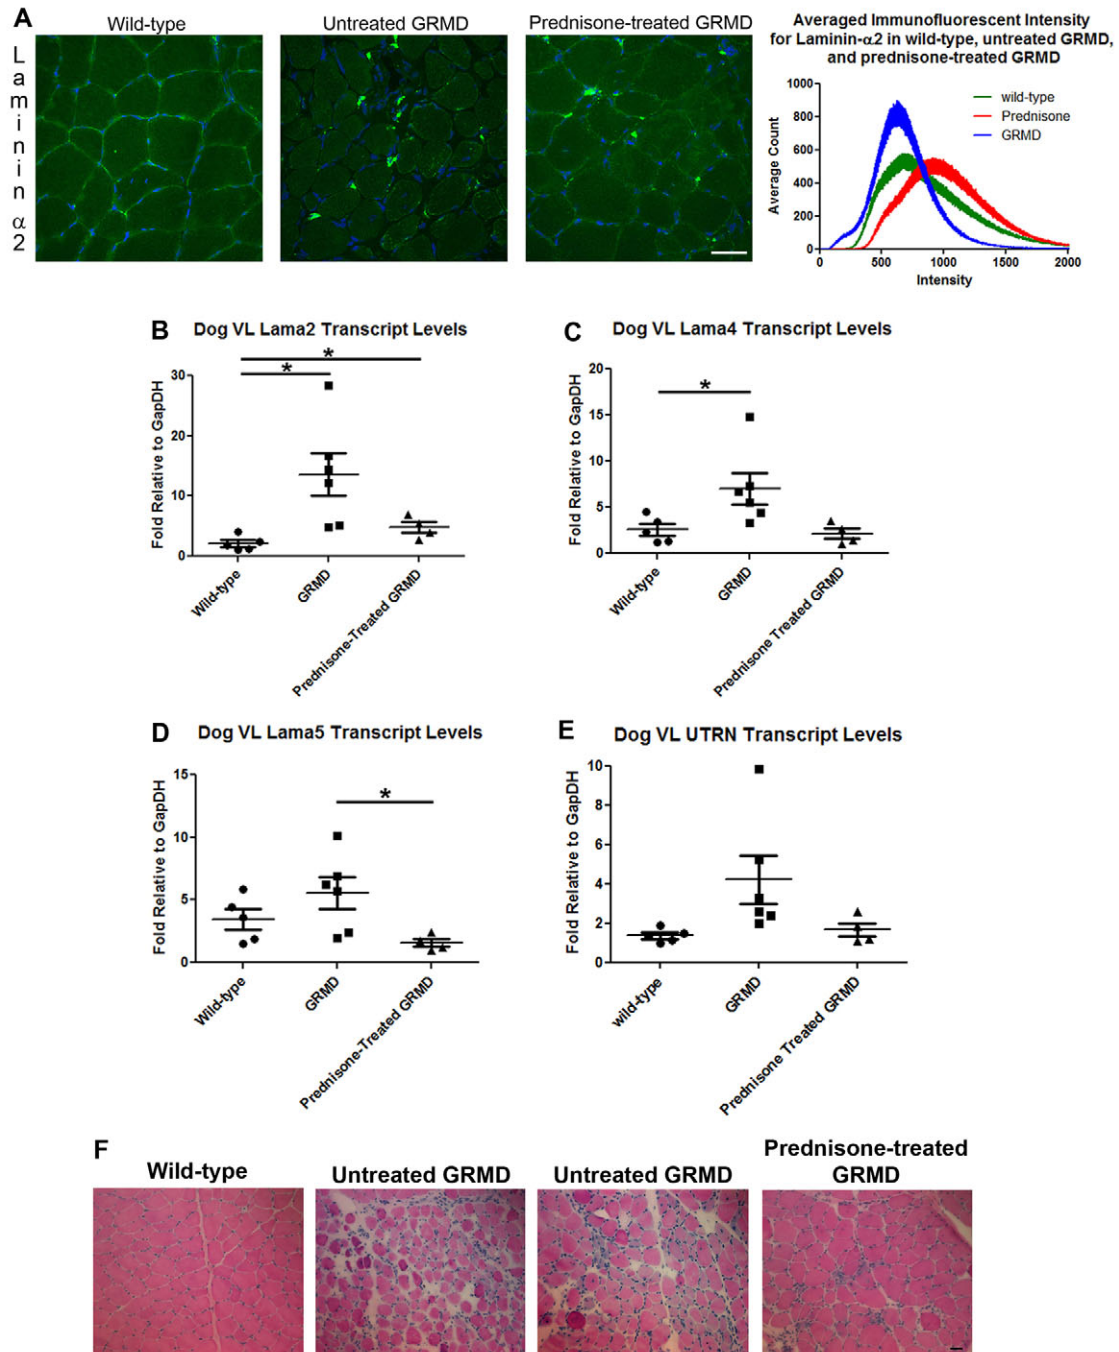 A
Wild-type
Untreated GRMD
Prednisone-treated GRMD
Laminin α2
Averaged Immunofluorescent Intensity
for Laminin-α2 in wild-type, untreated GRMD,
and prednisone-treated GRMD
1000
800
600
400
200
0
Average Count
wild-type
Prednisone
GRMD
0 500 1000 1500 2000
Intensity
B
Dog VL Lama2 Transcript Levels
Fold Relative to GapDH
30
20
10
0
*
*
Wild-type
GRMD
Prednisone-Treated GRMD
C
Dog VL Lama4 Transcript Levels
Fold Relative to GapDH
20
15
10
5
0
*
Wild-type
GRMD
Prednisone Treated GRMD
D
Dog VL Lama5 Transcript Levels
Fold Relative to GapDH
15
10
5
0
*
Wild-type
GRMD
Prednisone-Treated GRMD
E
Dog VL UTRN Transcript Levels
Fold Relative to GapDH
10
8
6
4
2
0
wild-type
GRMD
Prednisone Treated GRMD
F
Wild-type
Untreated GRMD
Untreated GRMD
Prednisone-treated
GRMD